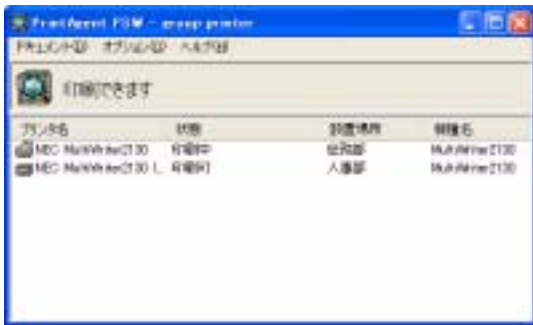 PrintAgent PSW - group printer
ドキュメント(D) オプション(O) ヘルプ(H)
印刷できます
プリンタ名 状態 設置場所 機種名
NEC MultiWriter2130 印刷中 総務部 MultiWriter2130
NEC MultiWriter2130 L 印刷可 人事部 MultiWriter2130